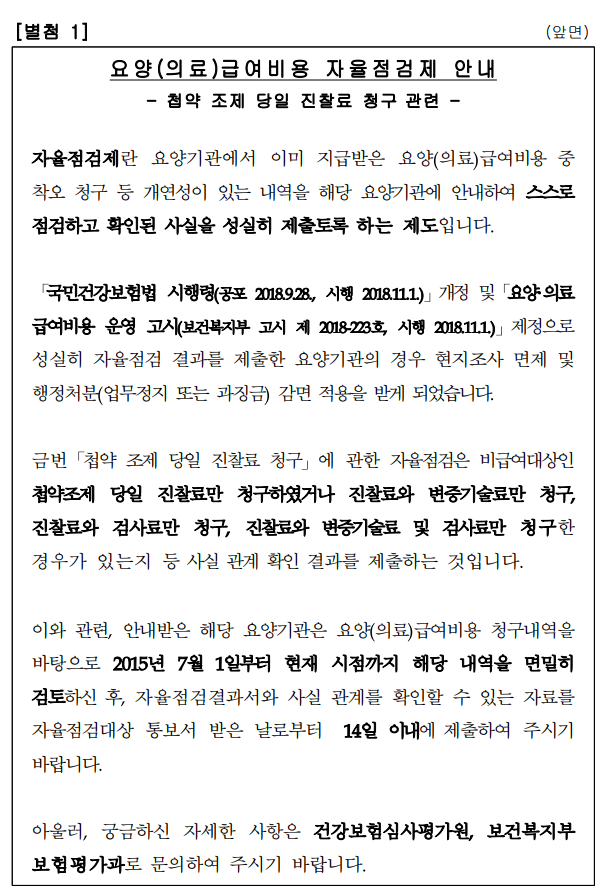 [별첨 1]
(앞면)
요양(의료)급여비용 자율점검제 안내
- 첩약 조제 당일 진찰료 청구 관련 -
자율점검제란 요양기관에서 이미 지급받은 요양(의료)급여비용 중
착오 청구 등 개연성이 있는 내역을 해당 요양기관에 안내하여 스스로
점검하고 확인된 사실을 성실히 제출토록 하는 제도입니다.
「국민건강보험법 시행령(공포 2018.9.28., 시행 2018.11.1.)」개정 및「요양·의료
급여비용 운영 고시(보건복지부 고시 제 2018-223호, 시행 2018.11.1.)」제정으로
성실히 자율점검 결과를 제출한 요양기관의 경우 현지조사 면제 및
행정처분(업무정지 또는 과징금) 감면 적용을 받게 되었습니다.
금번「첩약 조제 당일 진찰료 청구」에 관한 자율점검은 비급여대상인
첩약조제 당일 진찰료만 청구하였거나 진찰료와 변증기술료만 청구,
진찰료와 검사료만 청구, 진찰료와 변증기술료 및 검사료만 청구한
경우가 있는지 등 사실 관계 확인 결과를 제출하는 것입니다.
이와 관련, 안내받은 해당 요양기관은 요양(의료)급여비용 청구내역을
바탕으로 2015년 7월 1일부터 현재 시점까지 해당 내역을 면밀히
검토하신 후, 자율점검결과서와 사실 관계를 확인할 수 있는 자료를
자율점검대상 통보서 받은 날로부터 14일 이내에 제출하여 주시기
바랍니다.
아울러, 궁금하신 자세한 사항은 건강보험심사평가원, 보건복지부
보험평가과로 문의하여 주시기 바랍니다.